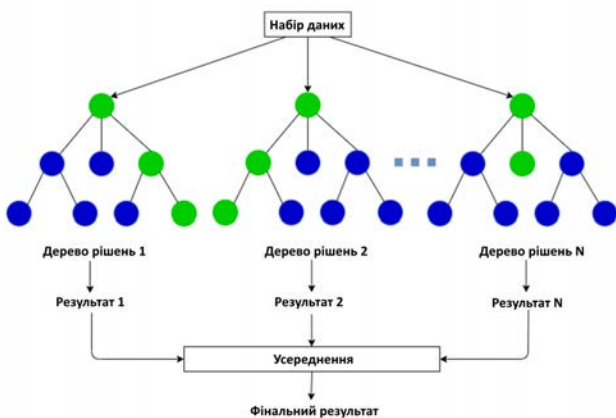 Набір даних
Дерево рішень 1
Дерево рішень 2
Дерево рішень N
Результат 1
Результат 2
Результат N
Усереднення
Фінальний результат